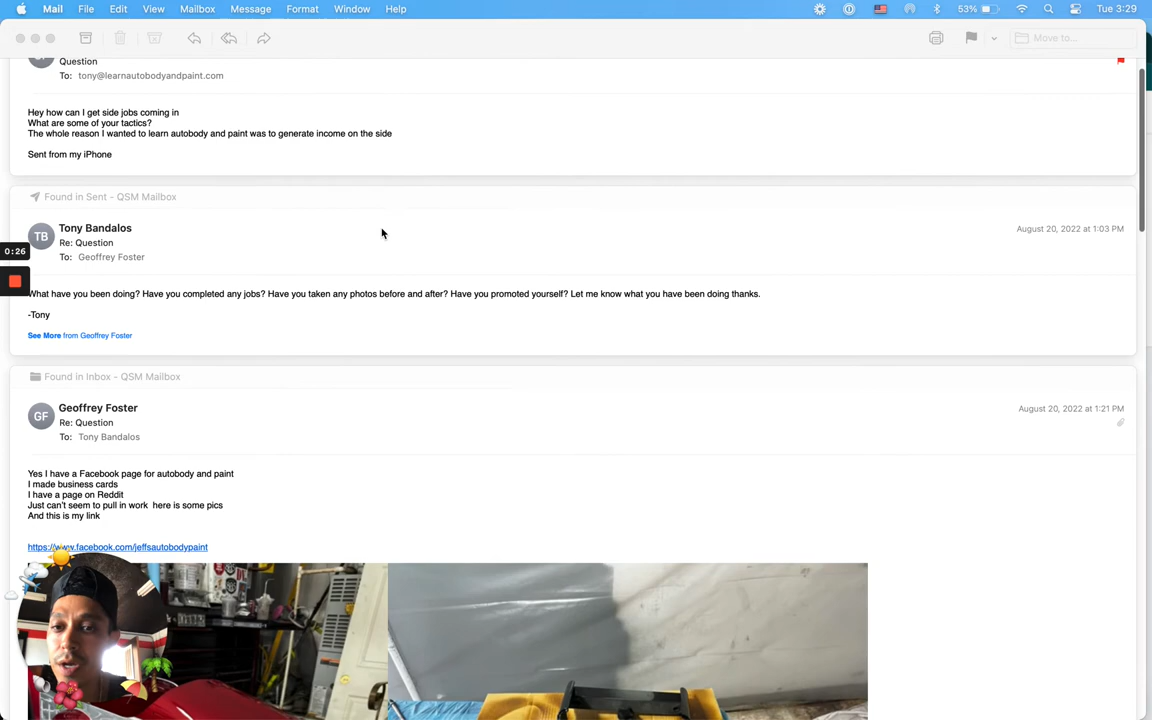 Mail File Edit View Mailbox Message Format Window Help 53% Tue 3:29
Move to...
Question
To: tony@learnautobodyandpaint.com
Hey how can I get side jobs coming in
What are some of your tactics?
The whole reason I wanted to learn autobody and paint was to generate income on the side
Sent from my iPhone
Found in Sent - QSM Mailbox
TB
Tony Bandalos
August 20, 2022 at 1:03 PM
Re: Question
0:26
To: Geoffrey Foster
What have you been doing? Have you completed any jobs? Have you taken any photos before and after? Have you promoted yourself? Let me know what you have been doing thanks.
-Tony
See More from Geoffrey Foster
Found in Inbox - QSM Mailbox
GF
Geoffrey Foster
August 20, 2022 at 1:21 PM
Re: Question
To: Tony Bandalos
Yes I have a Facebook page for autobody and paint
I made business cards
I have a page on Reddit
Just can't seem to pull in work here is some pics
And this is my link
https://www.facebook.com/jeffsautobodypaint